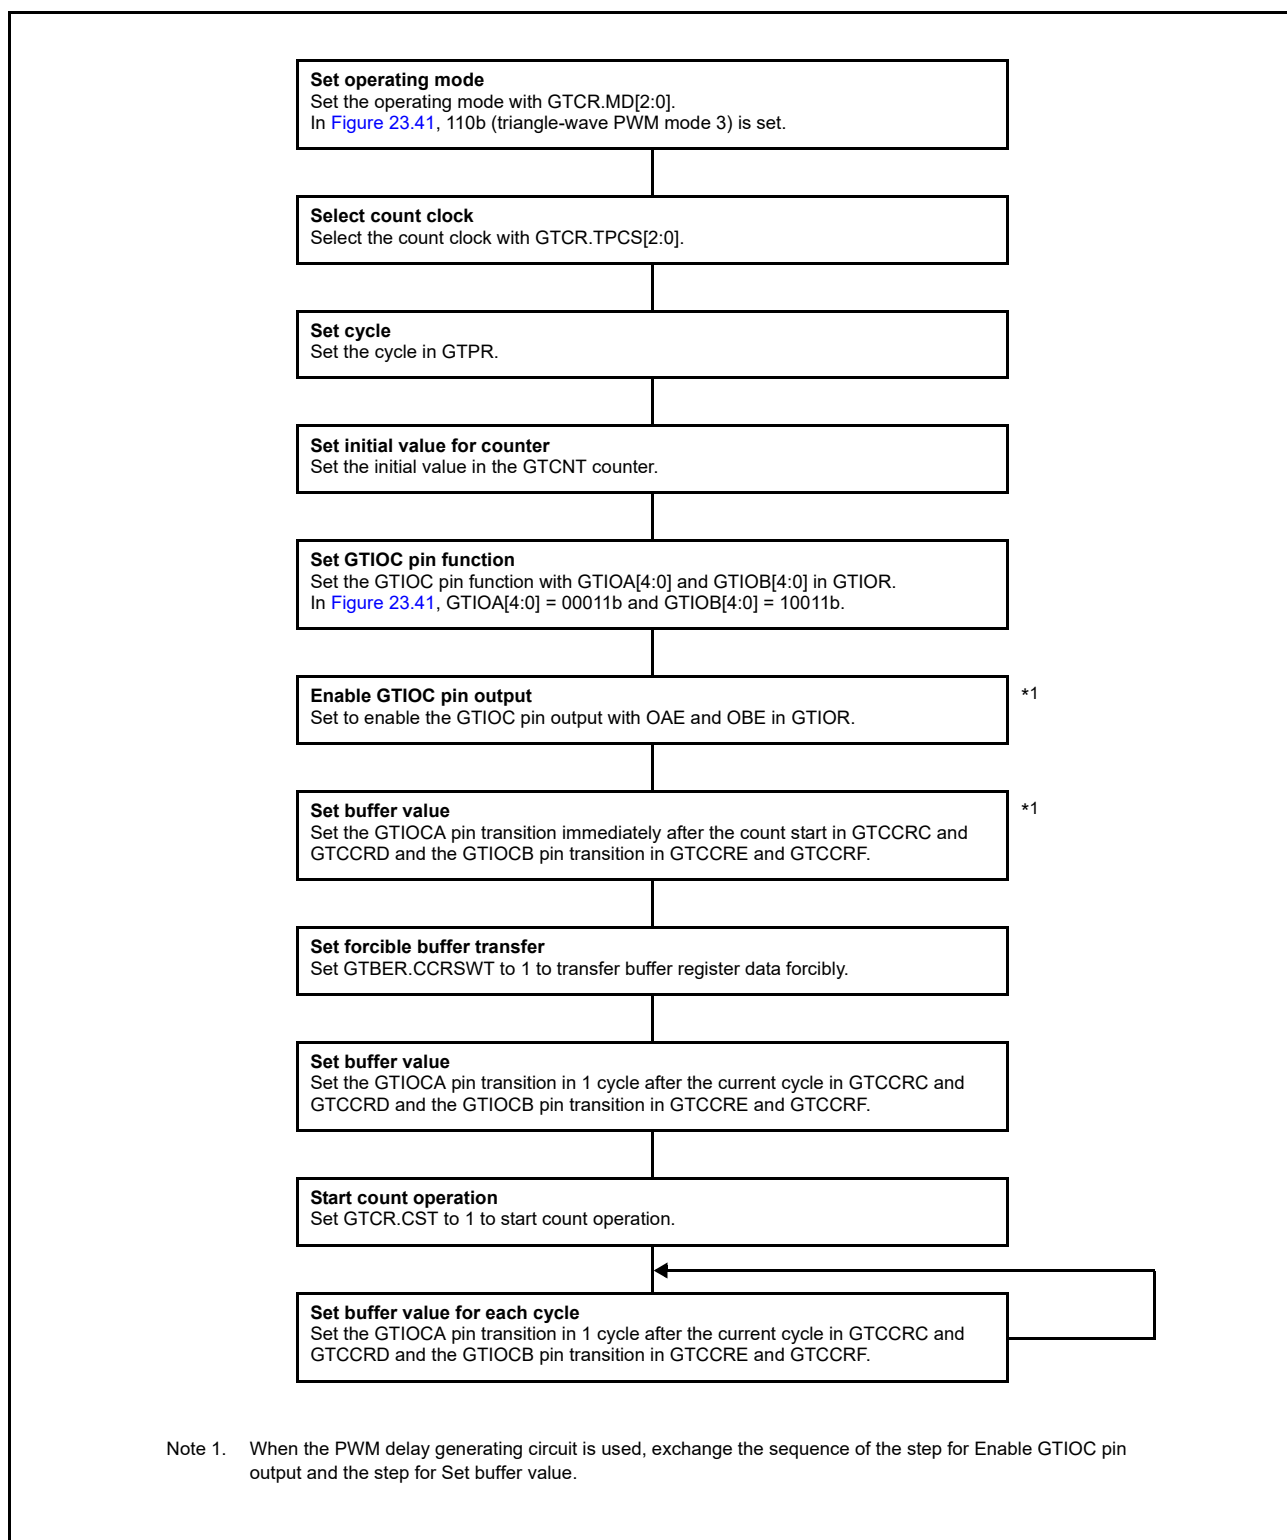 Set operating mode
Set the operating mode with GTCR.MD[2:0].
In Figure 23.41, 110b (triangle-wave PWM mode 3) is set.
Select count clock
Select the count clock with GTCR.TPCS[2:0].
Set cycle
Set the cycle in GTPR.
Set initial value for counter
Set the initial value in the GTCNT counter.
Set GTIOC pin function
Set the GTIOC pin function with GTIOA[4:0] and GTIOB[4:0] in GTIOR.
In Figure 23.41, GTIOA[4:0] = 00011b and GTIOB[4:0] = 10011b.
Enable GTIOC pin output
Set to enable the GTIOC pin output with OAE and OBE in GTIOR.
*1
Set buffer value
Set the GTIOCA pin transition immediately after the count start in GTCCRC and
GTCCRD and the GTIOCB pin transition in GTCCRE and GTCCRF.
*1
Set forcible buffer transfer
Set GTBER.CCRSWT to 1 to transfer buffer register data forcibly.
Set buffer value
Set the GTIOCA pin transition in 1 cycle after the current cycle in GTCCRC and
GTCCRD and the GTIOCB pin transition in GTCCRE and GTCCRF.
Start count operation
Set GTCR.CST to 1 to start count operation.
Set buffer value for each cycle
Set the GTIOCA pin transition in 1 cycle after the current cycle in GTCCRC and
GTCCRD and the GTIOCB pin transition in GTCCRE and GTCCRF.
Note 1. When the PWM delay generating circuit is used, exchange the sequence of the step for Enable GTIOC pin
output and the step for Set buffer value.